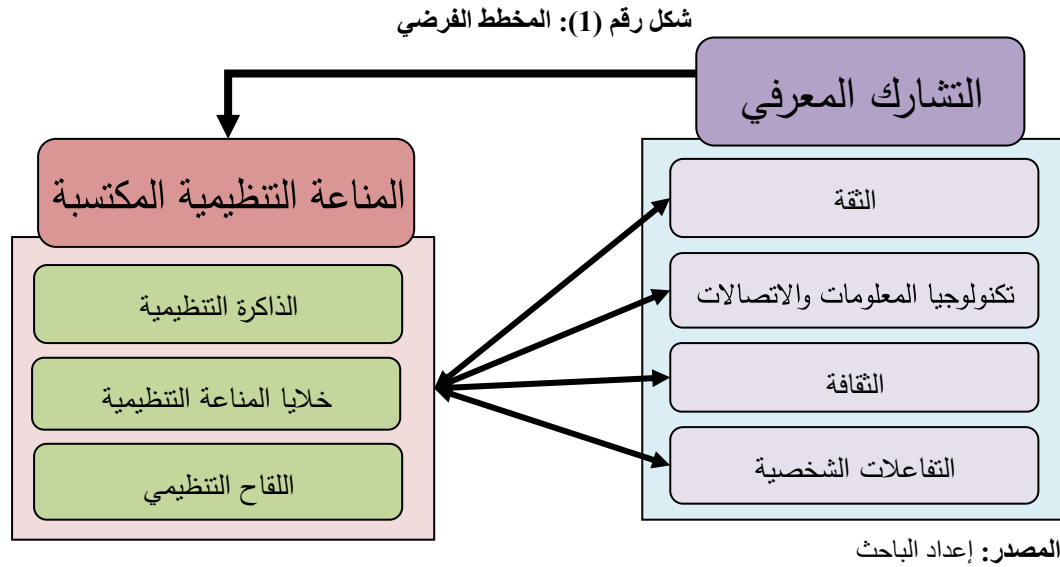 شكل رقم (1): المخطط الفرضي
التشارك المعرفي
الثقة
تكنولوجيا المعلومات والاتصالات
الثقافة
التفاعلات الشخصية
المناعة التنظيمية المكتسبة
الذاكرة التنظيمية
خلايا المناعة التنظيمية
اللقاح التنظيمي
المصدر: إعداد الباحث